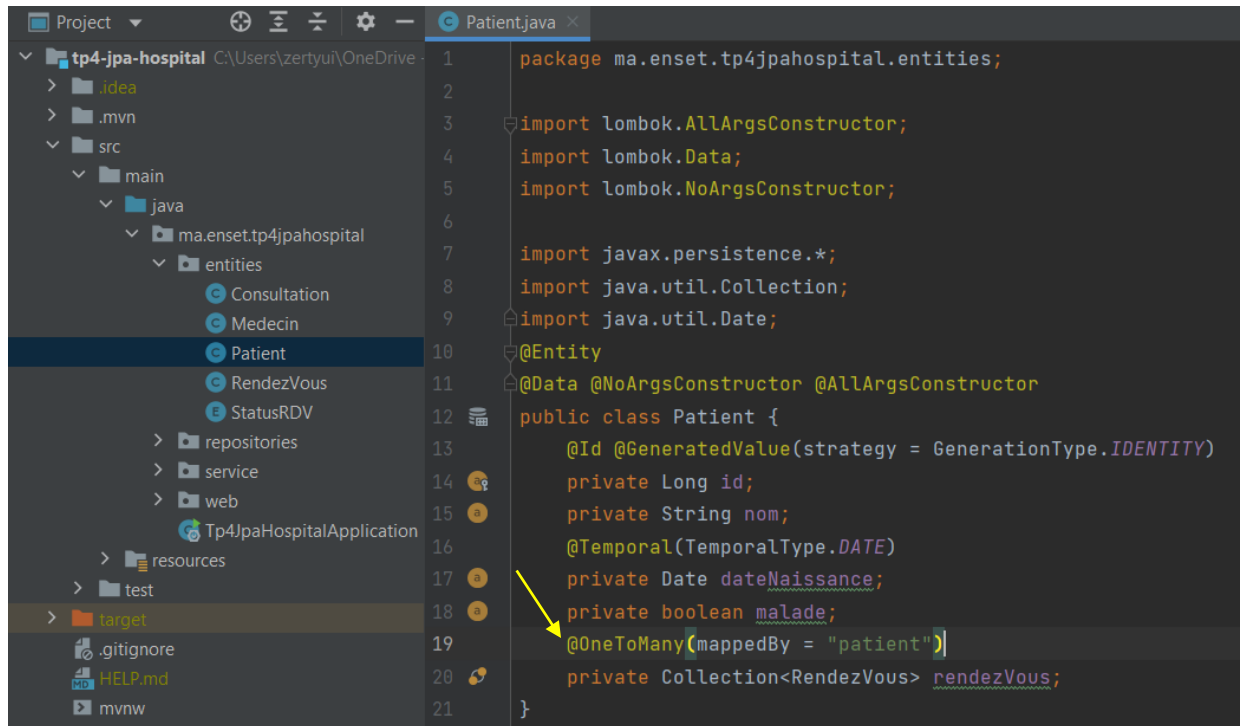 Project
Patient.java
tp4-jpa-hospital C:\Users\zertyui\OneDrive -
.idea
.mvn
src
main
java
ma.enset.tp4jpahospital
entities
Consultation
Medecin
Patient
RendezVous
StatusRDV
repositories
service
web
Tp4JpaHospitalApplication
resources
test
target
.gitignore
HELP.md
mvnw
1 package ma.enset.tp4jpahospital.entities;
2
3 import lombok.AllArgsConstructor;
4 import lombok.Data;
5 import lombok.NoArgsConstructor;
6
7 import javax.persistence.*;
8 import java.util.Collection;
9 import java.util.Date;
10 @Entity
11 @Data @NoArgsConstructor @AllArgsConstructor
12 public class Patient {
13 @Id @GeneratedValue(strategy = GenerationType.IDENTITY)
14 private Long id;
15 private String nom;
16 @Temporal(TemporalType.DATE)
17 private Date dateNaissance;
18 private boolean malade;
19 @OneToMany(mappedBy = "patient")
20 private Collection<RendezVous> rendezVous;
21 }